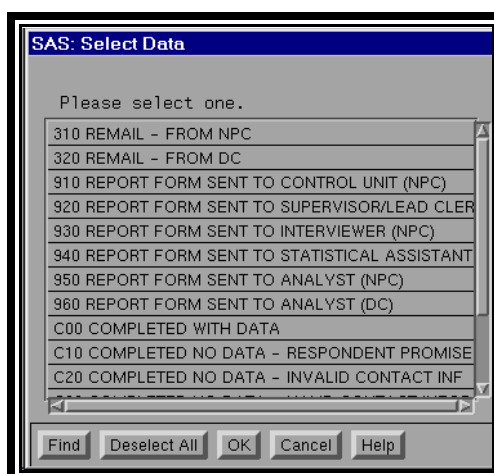 SAS: Select Data
Please select one.
310 REMAIL - FROM NPC
320 REMAIL - FROM DC
910 REPORT FORM SENT TO CONTROL UNIT (NPC)
920 REPORT FORM SENT TO SUPERVISOR/LEAD CLER
930 REPORT FORM SENT TO INTERVIEWER (NPC)
940 REPORT FORM SENT TO STATISTICAL ASSISTANT
950 REPORT FORM SENT TO ANALYST (NPC)
960 REPORT FORM SENT TO ANALYST (DC)
C00 COMPLETED WITH DATA
C10 COMPLETED NO DATA - RESPONDENT PROMISE
C20 COMPLETED NO DATA - INVALID CONTACT INF
Find Deselect All OK Cancel Help